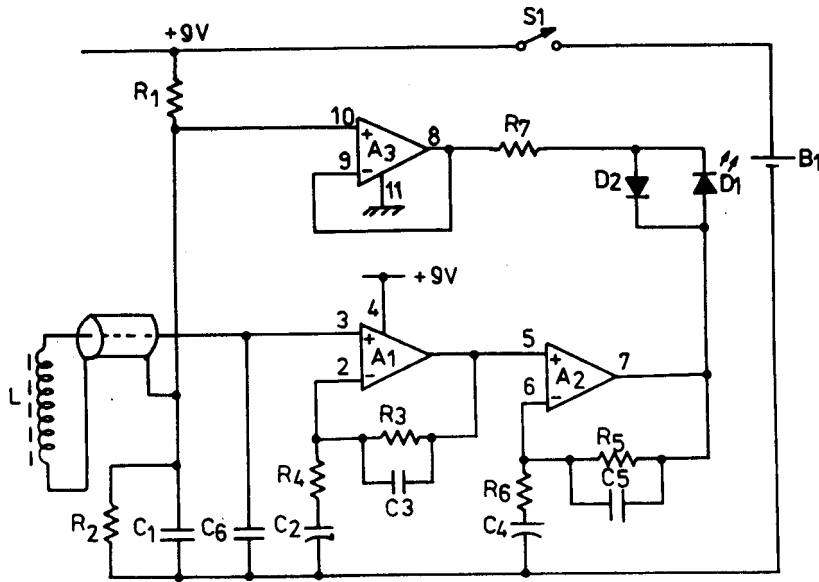 S1
+9V
R1
10
+
A3
8
9
-
11
R7
D2
D1
B1
+9V
4
3
+
A1
2
-
5
+
A2
7
6
-
L
R3
C3
R4
R5
C5
R6
R2
C1
C6
C2
C4